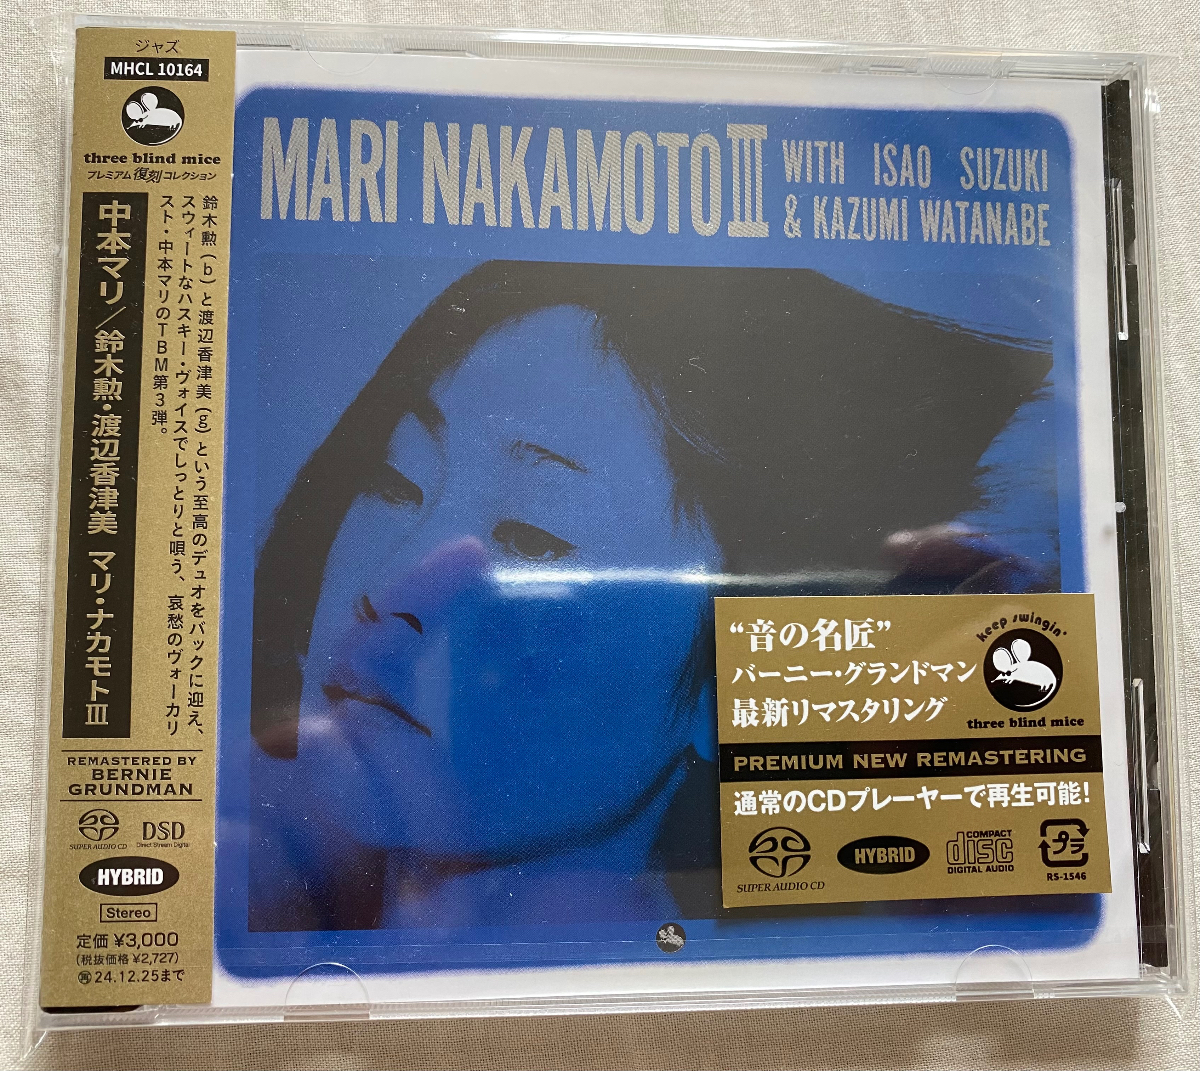 ジャズ
MHCL 10164
three blind mice
プレミアム復刻コレクション
中本マリ／鈴木勲・渡辺香津美 マリ・ナカモトⅢ
鈴木勲(b)と渡辺香津美(g)という至高のデュオをバックに迎え、
スウィートなハスキー・ヴォイスでしっとりと唄う、哀愁のヴォーカリ
スト・中本マリのTBM第3弾。
REMASTERED BY
BERNIE
GRUNDMAN
SUPER AUDIO CD
DSD
Direct Stream Digital
HYBRID
Stereo
定価 ¥3,000
(税抜価格 ¥2,727)
再 24.12.25まで
MARI NAKAMOTO III
WITH ISAO SUZUKI
& KAZUMI WATANABE
“音の名匠”
バーニー・グランドマン
最新リマスタリング
keep swingin'
three blind mice
PREMIUM NEW REMASTERING
通常のCDプレーヤーで再生可能!
SUPER AUDIO CD
HYBRID
COMPACT
disc
DIGITAL AUDIO
プラ
RS-1546